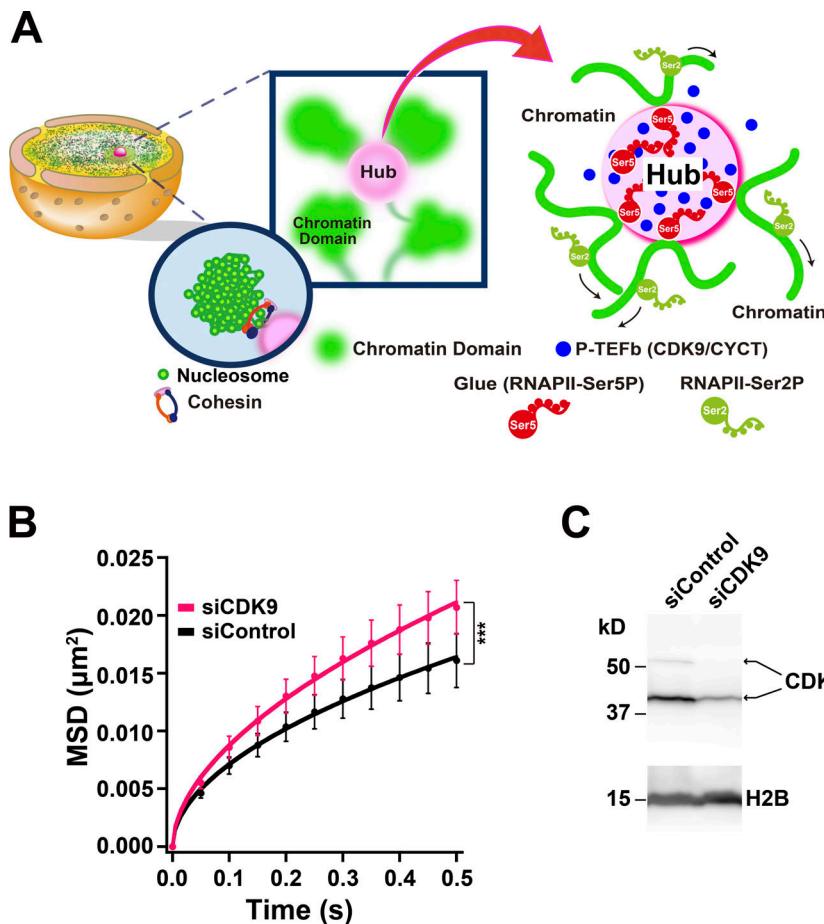 A
Chromatin
Ser2
Ser5
Ser5
Hub
Ser5
Ser5
Ser5
Hub
Chromatin
Domain
Ser2
Ser2
Ser2
Chromatin
Nucleosome
Cohesin
Chromatin Domain
P-TEFb (CDK9/CYCT)
Glue (RNAPII-Ser5P)
RNAPII-Ser2P
Ser5
Ser2
B
MSD (µm²)
0.025
0.020
0.015
0.010
0.005
0.000
siCDK9
siControl
***
0.0 0.1 0.2 0.3 0.4 0.5
Time (s)
C
siControl
siCDK9
kD
50
37
CDK
15
H2B